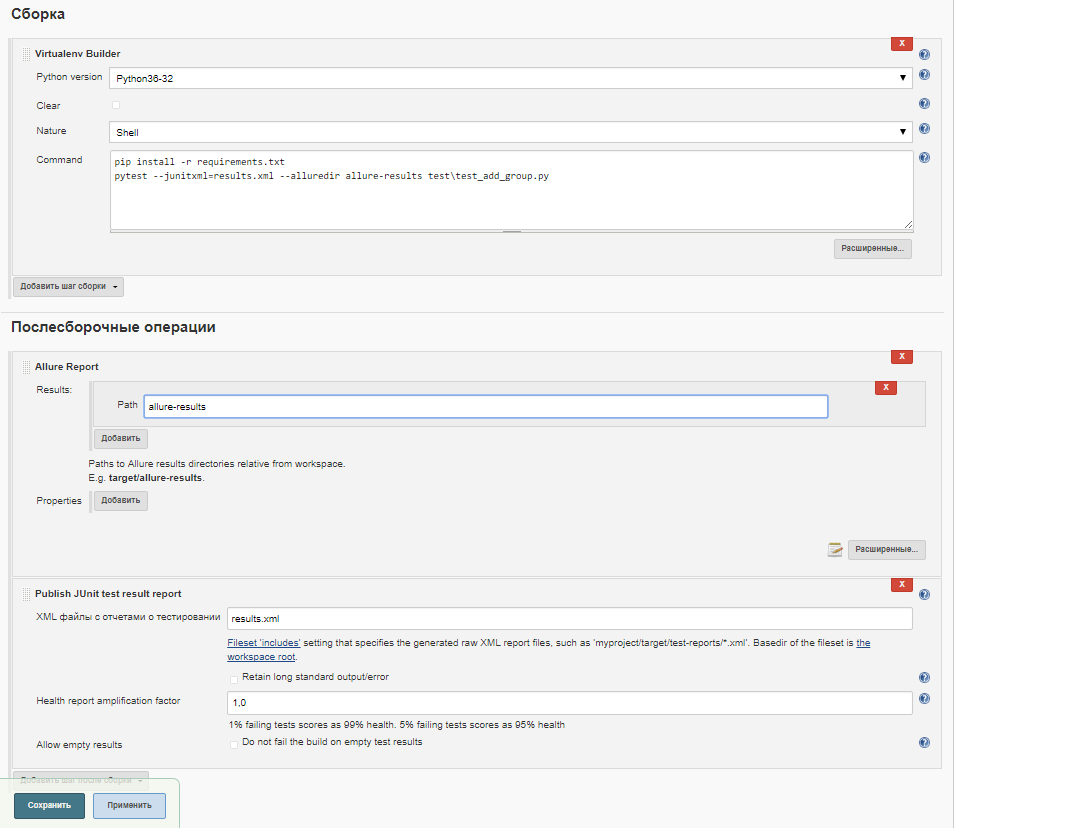 Сборка
X
Virtualenv Builder
Python version
Python36-32
Clear
Nature
Shell
Command
pip install -r requirements.txt
pytest --junitxml=results.xml --alluredir allure-results test\test_add_group.py
Расширенные...
Добавить шаг сборки
Послесборочные операции
X
Allure Report
Results:
X
Path
allure-results
Добавить
Paths to Allure results directories relative from workspace.
E.g. target/allure-results.
Properties
Добавить
Расширенные...
X
Publish JUnit test result report
XML файлы с отчетами о тестировании
results.xml
Fileset 'includes' setting that specifies the generated raw XML report files, such as 'myproject/target/test-reports/*.xml'. Basedir of the fileset is the
workspace root.
Retain long standard output/error
Health report amplification factor
1,0
1% failing tests scores as 99% health. 5% failing tests scores as 95% health
Allow empty results
Do not fail the build on empty test results
Добавить шаг после сборки
Сохранить
Применить